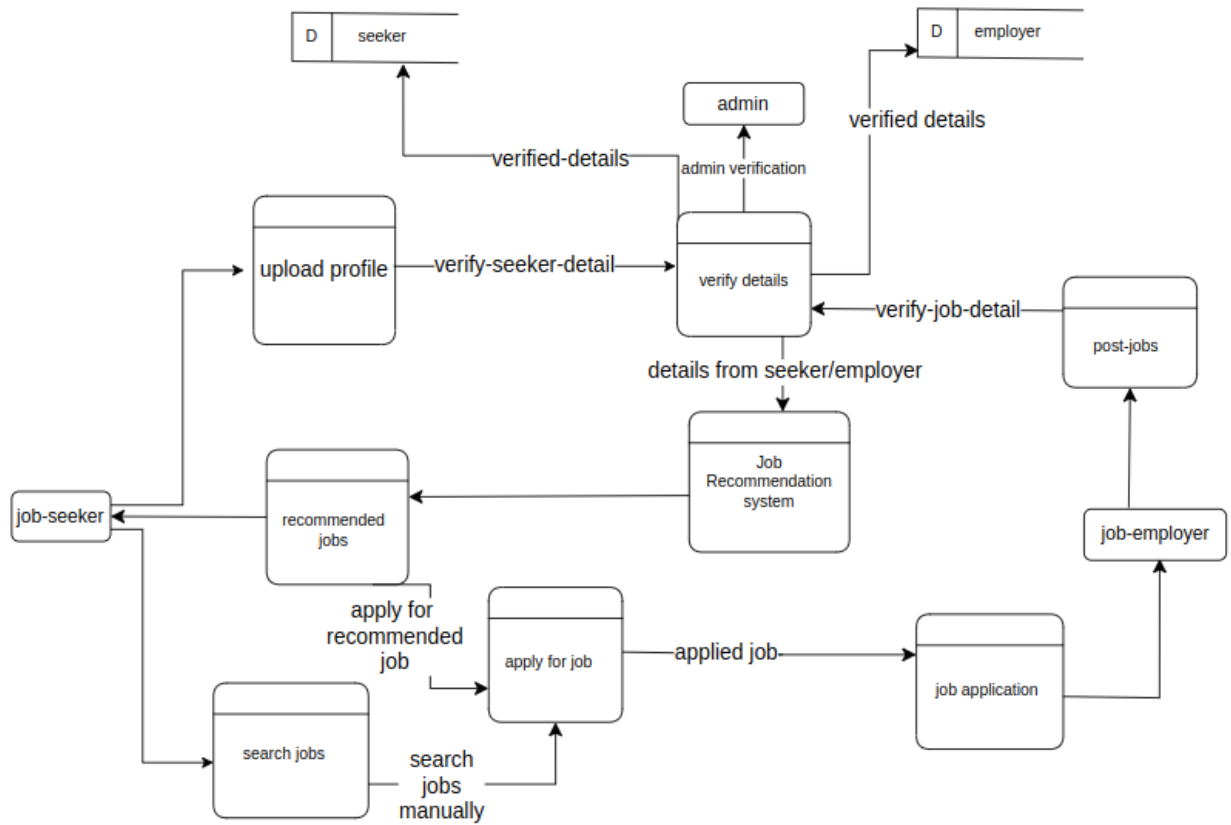 D
seeker
D
employer
admin
verified details
verified-details
admin verification
upload profile
verify-seeker-detail
verify details
verify-job-detail
post-jobs
details from seeker/employer
Job
Recommendation
system
job-seeker
recommended
jobs
job-employer
apply for
recommended
job
apply for job
applied job
job application
search jobs
search
jobs
manually